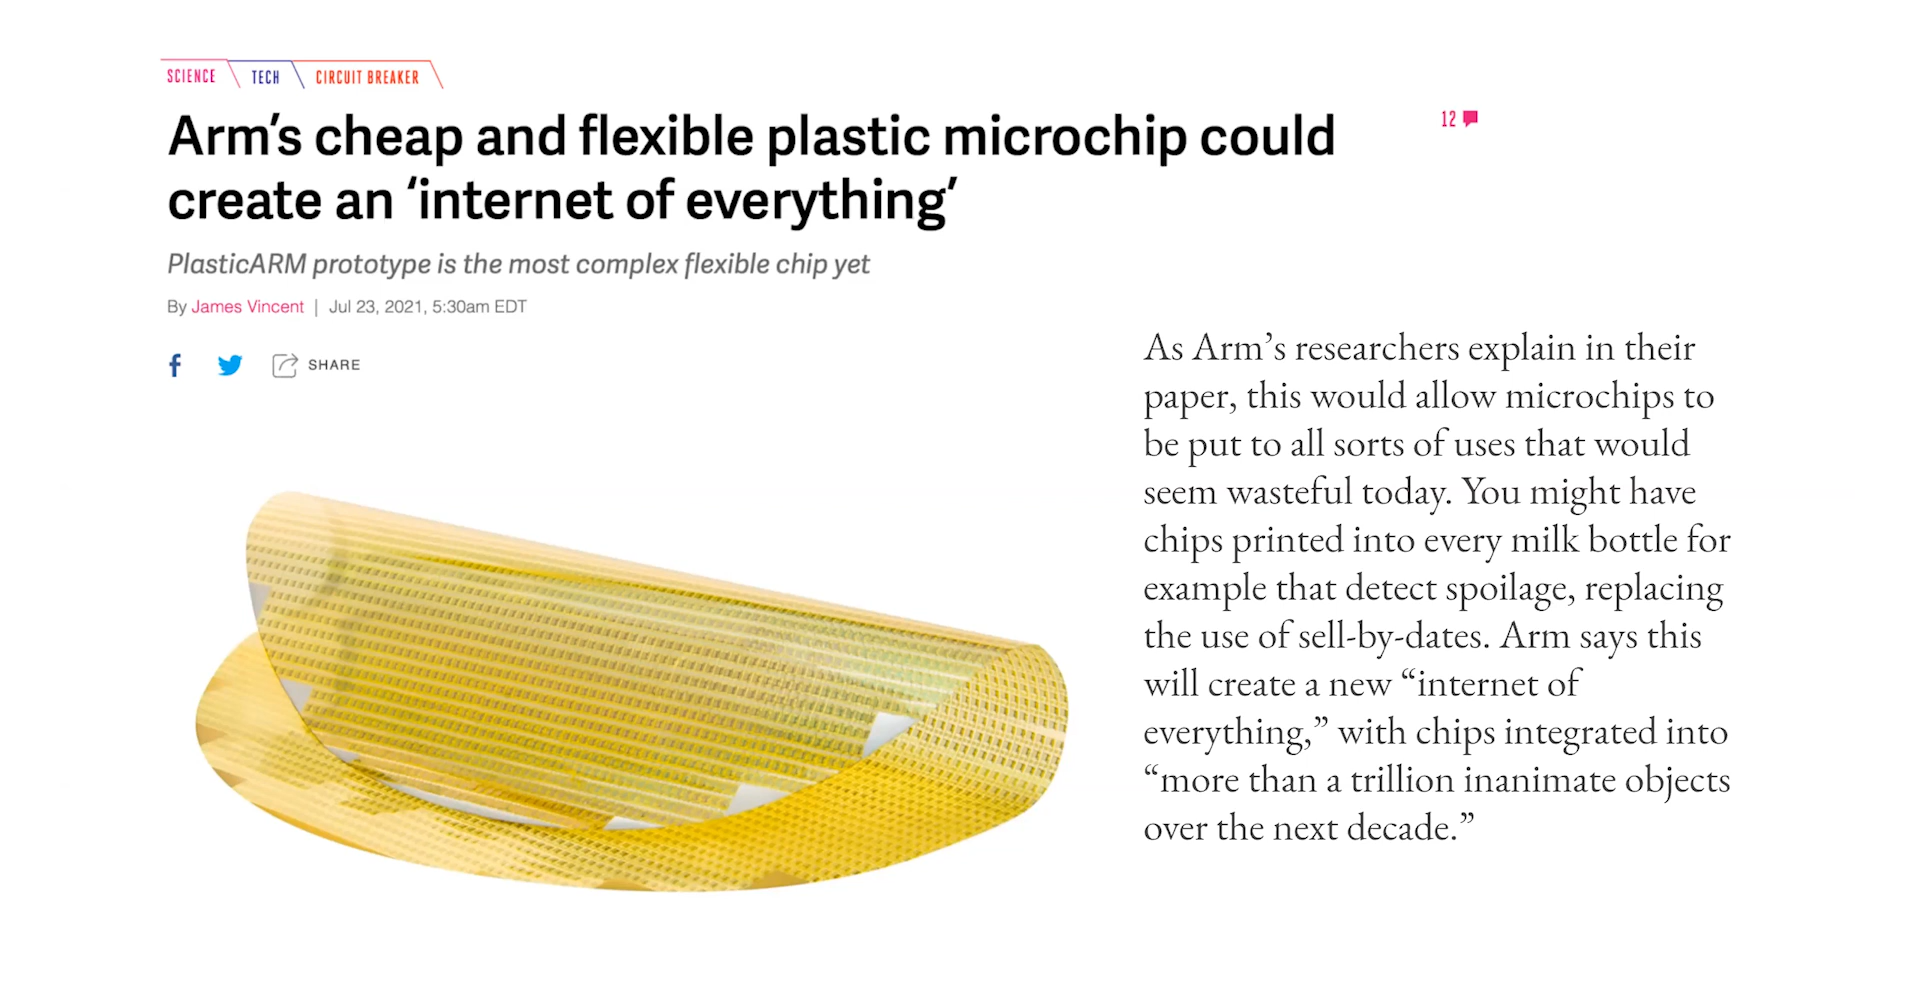 SCIENCE TECH CIRCUIT BREAKER
Arm’s cheap and flexible plastic microchip could
create an ‘internet of everything’
12
PlasticARM prototype is the most complex flexible chip yet
By James Vincent | Jul 23, 2021, 5:30am EDT
SHARE
As Arm’s researchers explain in their
paper, this would allow microchips to
be put to all sorts of uses that would
seem wasteful today. You might have
chips printed into every milk bottle for
example that detect spoilage, replacing
the use of sell-by-dates. Arm says this
will create a new “internet of
everything,” with chips integrated into
“more than a trillion inanimate objects
over the next decade.”